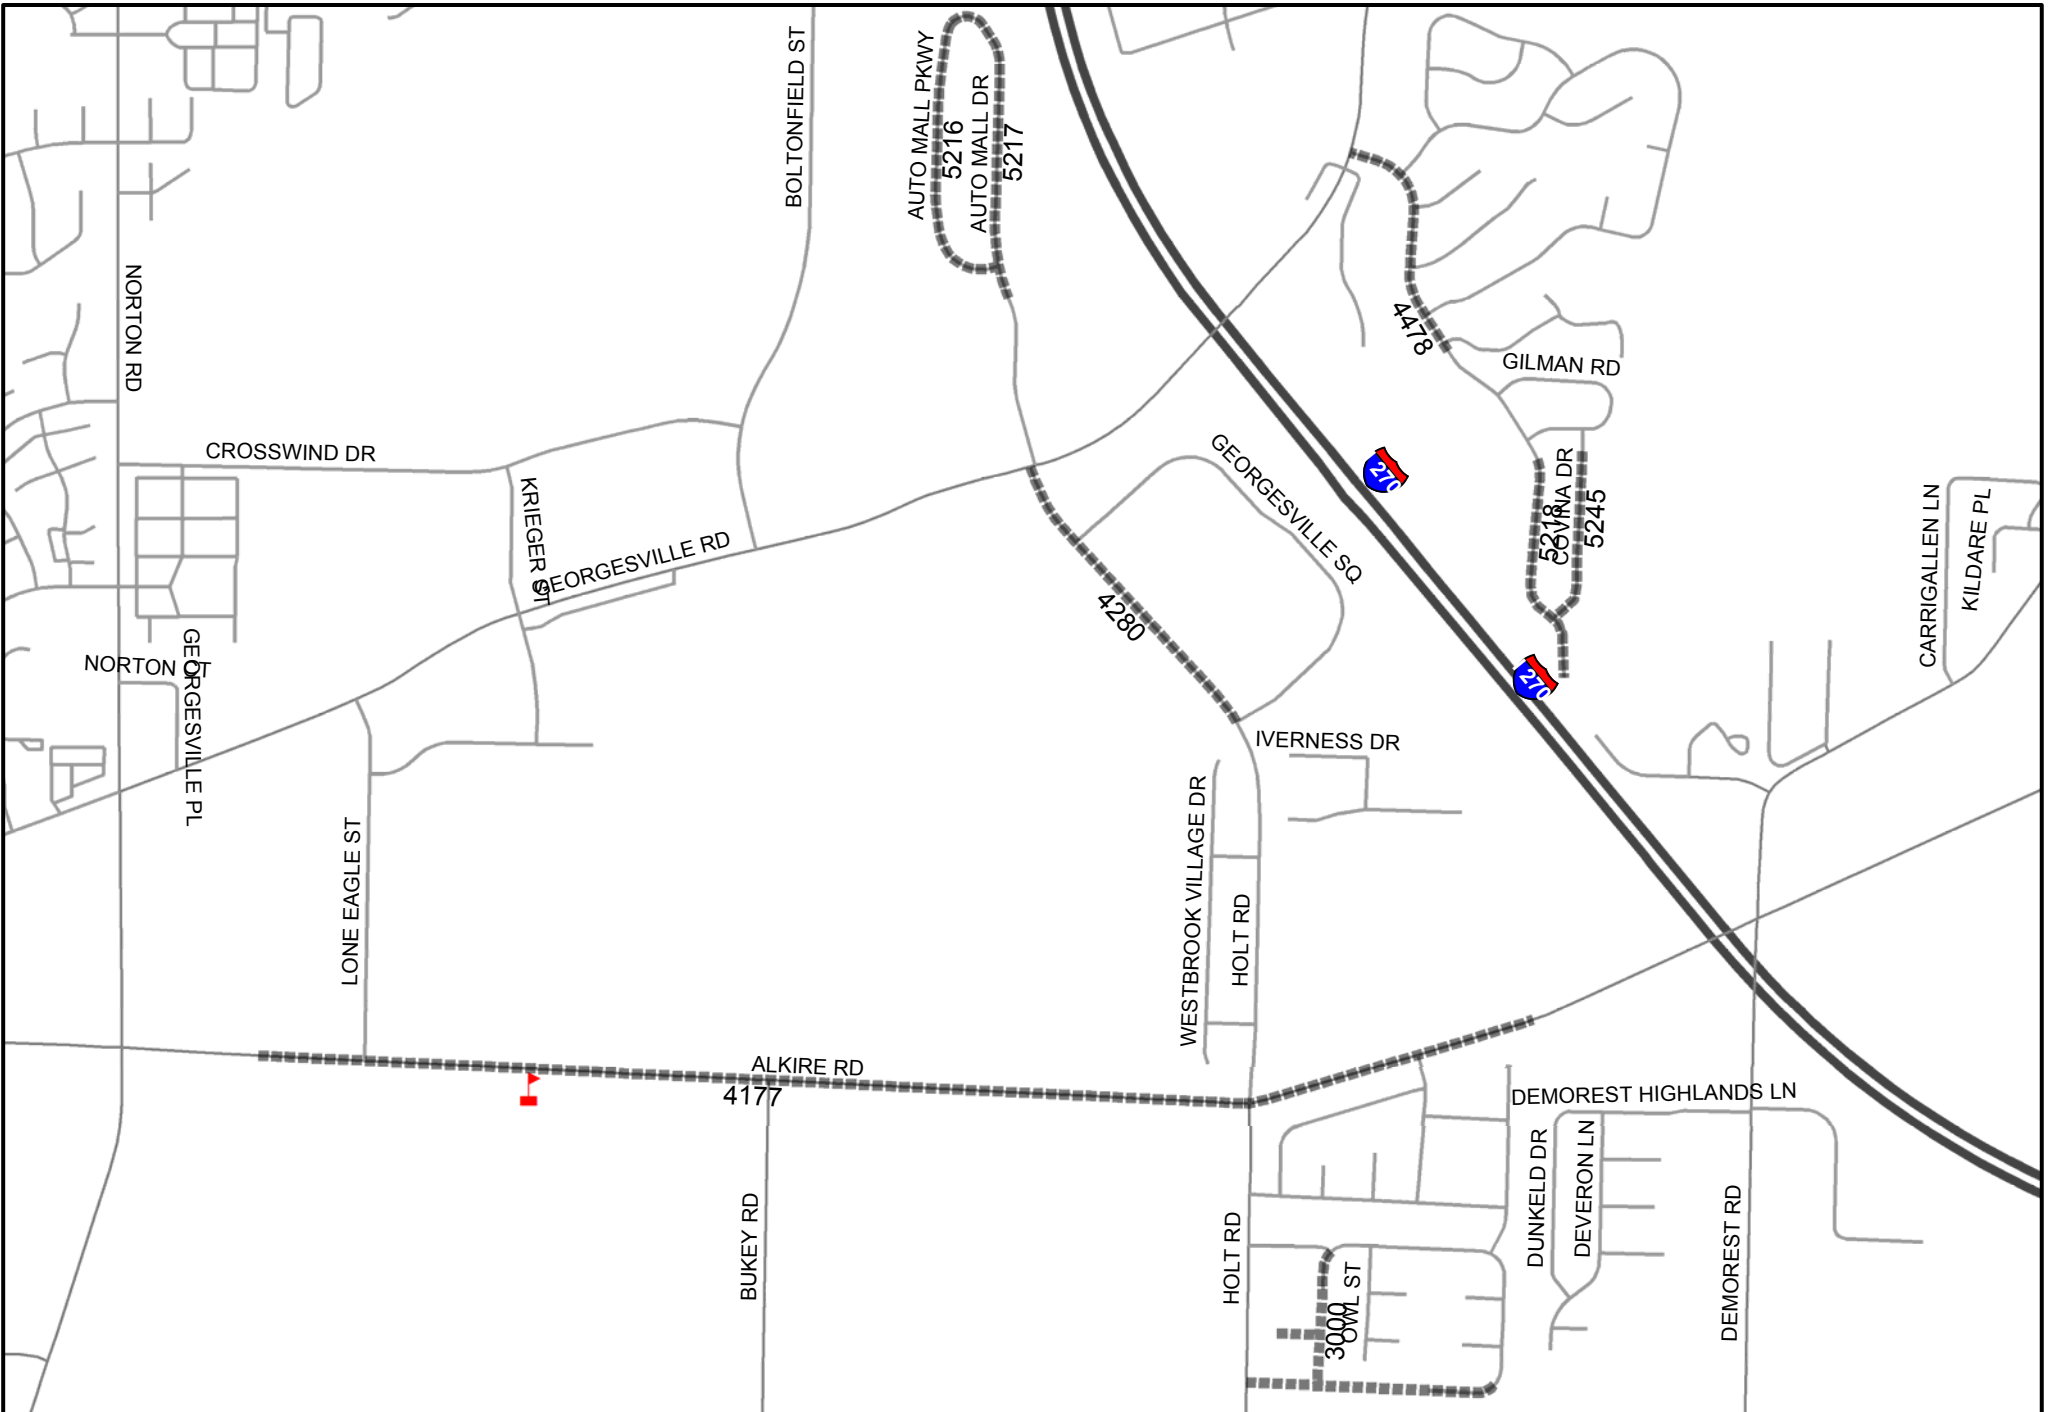 BOLTONFIELD ST
AUTO MALL PKWY
5216
AUTO MALL DR
5217
NORTON RD
4478
GILMAN RD
CROSSWIND DR
KRIEGER ST
GEORGESVILLE RD
GEORGESVILLE SQ
270
5218
COVINA DR
5245
CARRIGALLEN LN
KILDARE PL
4280
NORTON CT
GEORGESVILLE PL
270
IVERNESS DR
WESTBROOK VILLAGE DR
HOLT RD
LONE EAGLE ST
ALKIRE RD
4177
DEMOREST HIGHLANDS LN
BUKEY RD
HOLT RD
OWL ST
3000
DUNKELD DR
DEVERON LN
DEMOREST RD